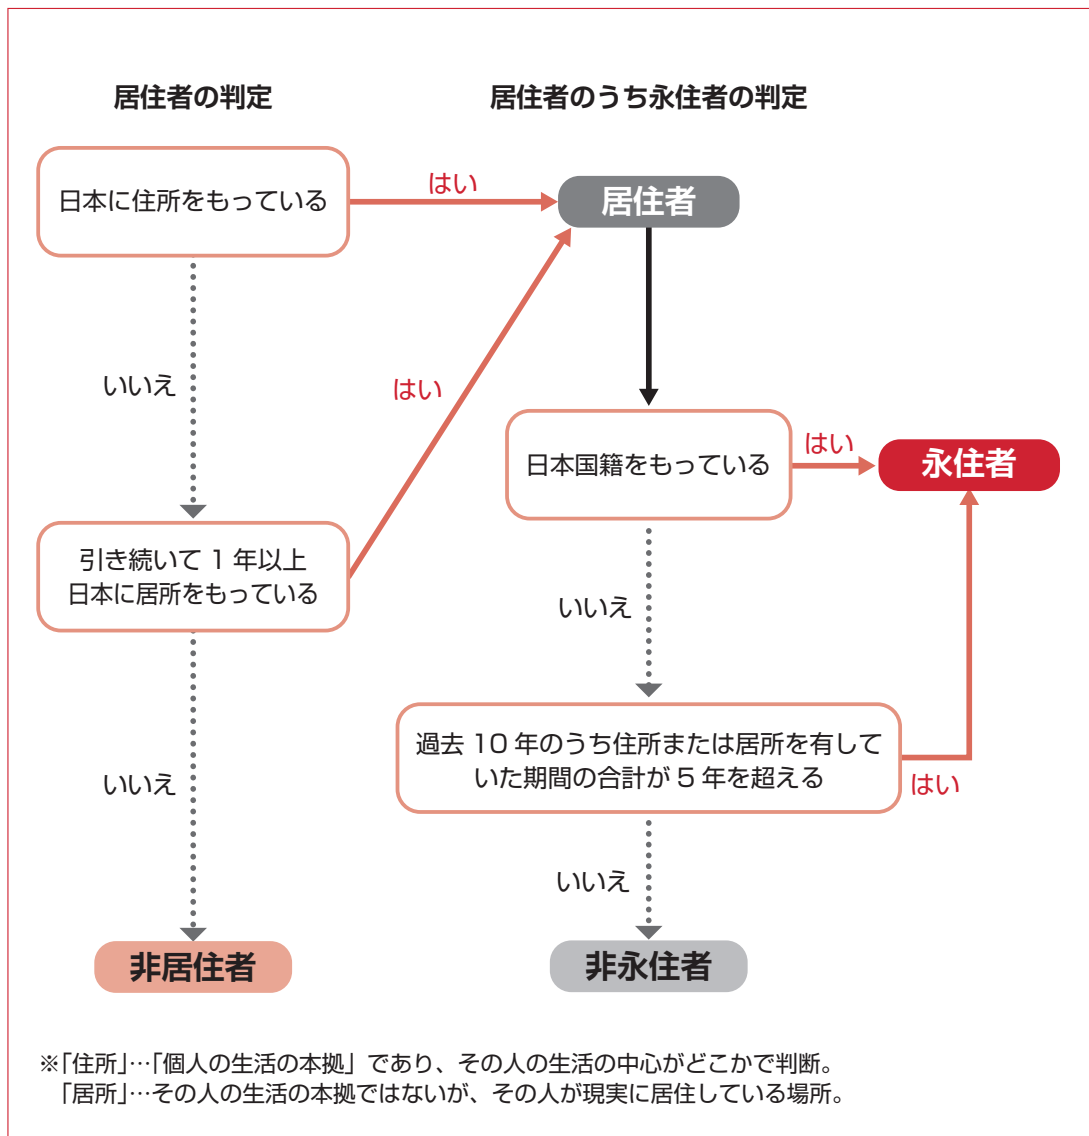 居住者の判定
居住者のうち永住者の判定
日本に住所をもっている
はい
居住者
いいえ
はい
日本国籍をもっている
はい
永住者
引き続いて 1 年以上
日本に居所をもっている
いいえ
過去 10 年のうち住所または居所を有して
いた期間の合計が 5 年を超える
はい
いいえ
いいえ
非居住者
非永住者
※「住所」…「個人の生活の本拠」であり、その人の生活の中心がどこかで判断。
「居所」…その人の生活の本拠ではないが、その人が現実に居住している場所。